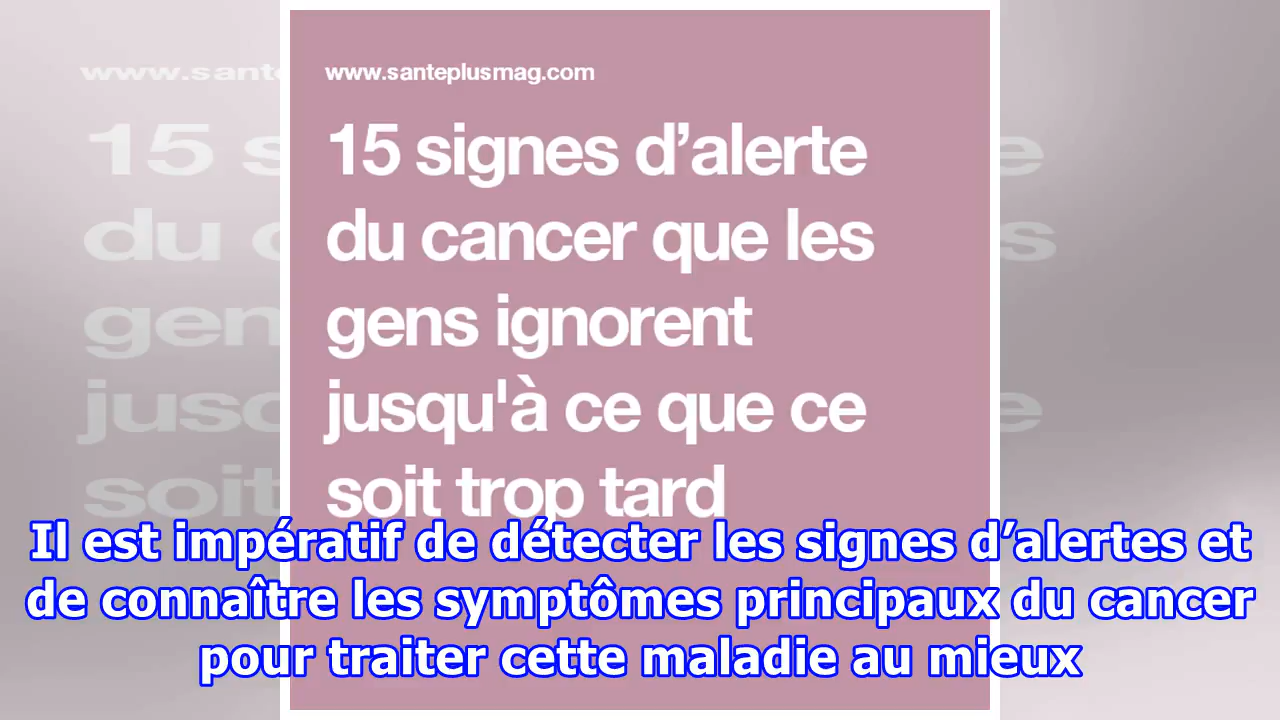 www.santeplusmag.com
15 signes d’alerte
du cancer que les
gens ignorent
jusqu'à ce que ce
soit trop tard
Il est impératif de détecter les signes d’alertes et
de connaître les symptômes principaux du cancer
pour traiter cette maladie au mieux